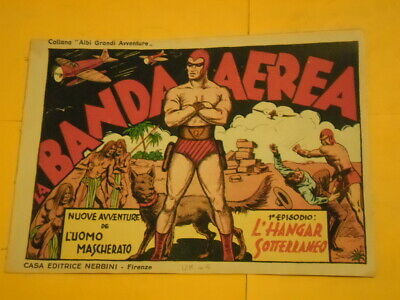 Collana "Albi Grandi Avventure"
LA BANDA AEREA
NUOVE AVVENTURE
DE
L'UOMO
MASCHERATO
1º EPISODIO:
L'HANGAR
SOTTERRANEO
CASA EDITRICE NERBINI - Firenze